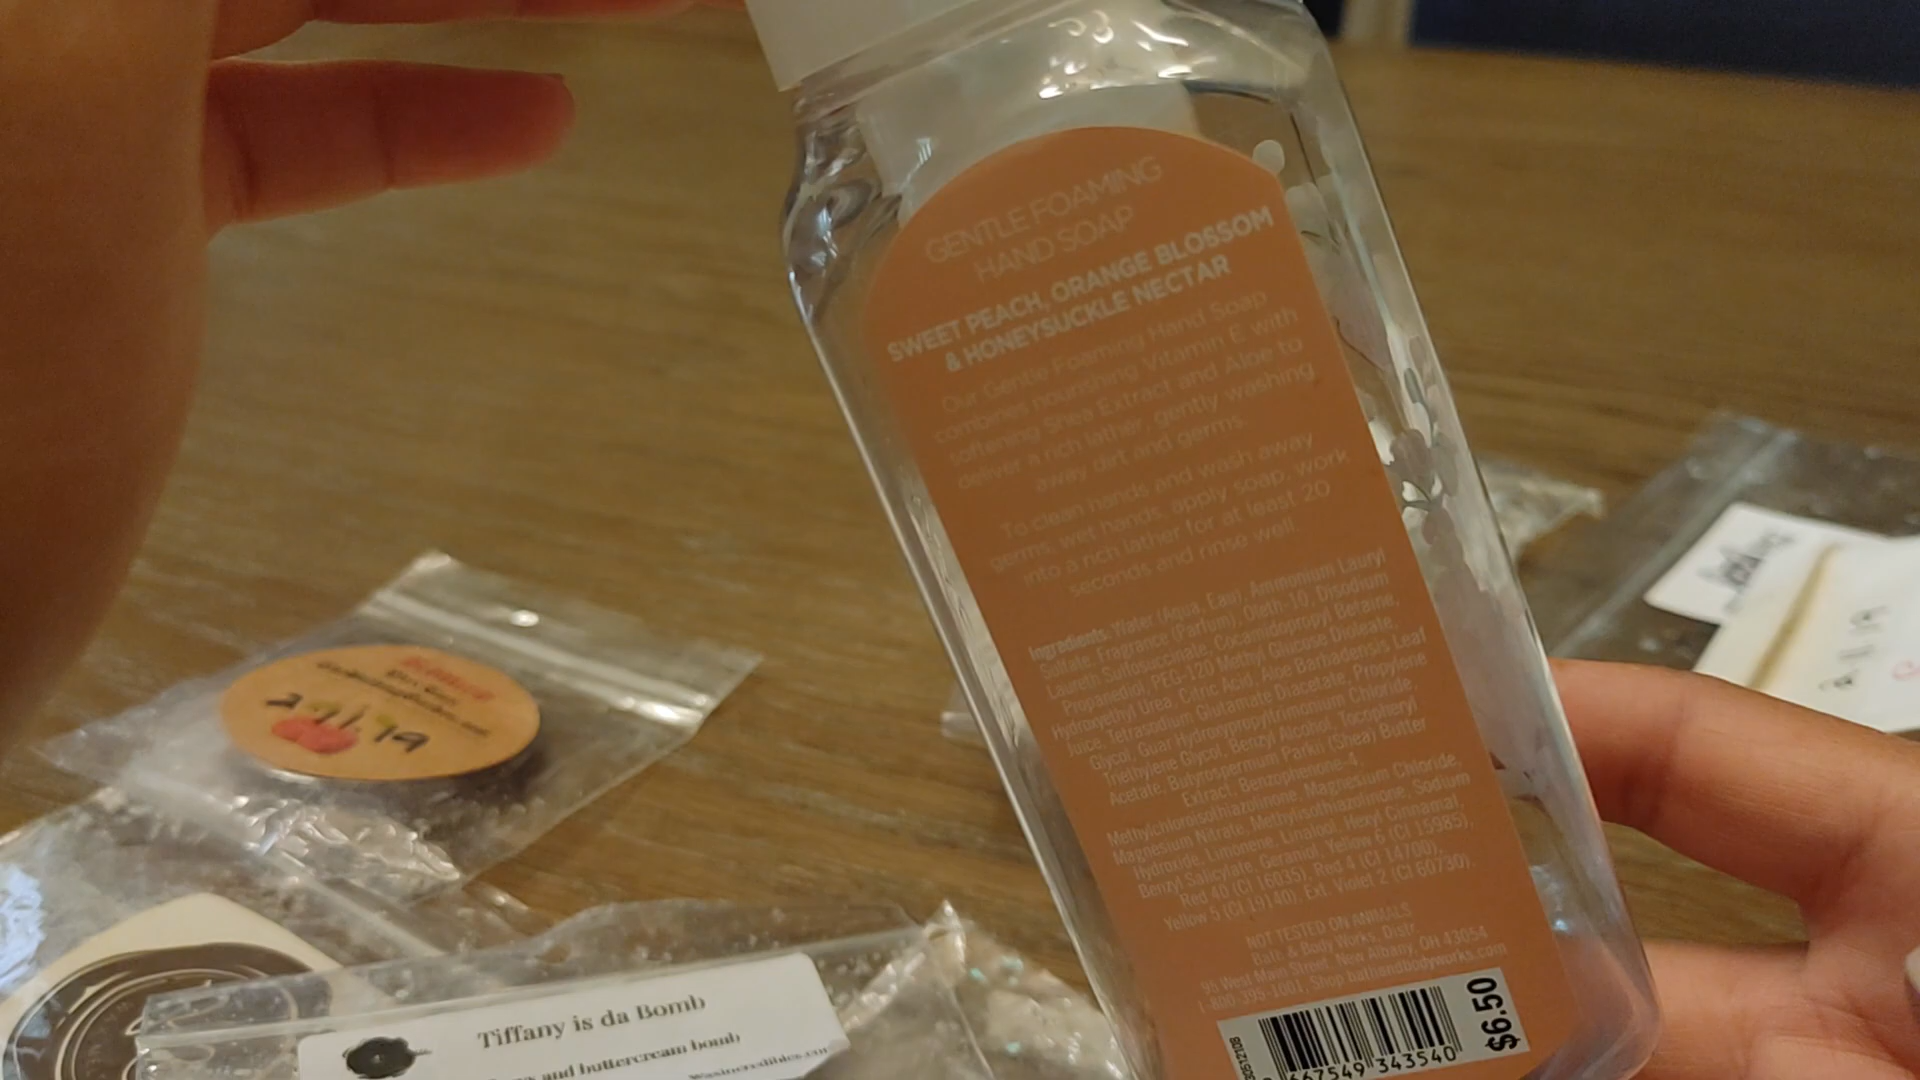 GENTLE FOAMING
HAND SOAP
SWEET PEACH, ORANGE BLOSSOM
& HONEYSUCKLE NECTAR
Our Gentle Foaming Hand Soap
combines nourishing Vitamin E with
softening Shea Extract and Aloe to
deliver a rich lather, gently washing
away dirt and germs.
To clean hands and wash away
germs, wet hands, apply soap, work
into a rich lather for at least 20
seconds and rinse well.
Ingredients: Water (Aqua, Eau), Ammonium Lauryl
Sulfate, Fragrance (Parfum), Oleth-10, Disodium
Laureth Sulfosuccinate, Cocamidopropyl Betaine,
Propanediol, PEG-120 Methyl Glucose Dioleate,
Hydroxyethyl Urea, Citric Acid, Aloe Barbadensis Leaf
Juice, Tetrasodium Glutamate Diacetate, Propylene
Glycol, Guar Hydroxypropyltrimonium Chloride,
Triethylene Glycol, Benzyl Alcohol, Tocopheryl
Acetate, Butyrospermum Parkii (Shea) Butter
Extract, Benzophenone-4,
Methylchloroisothiazolinone, Magnesium Chloride,
Magnesium Nitrate, Methylisothiazolinone, Sodium
Hydroxide, Limonene, Linalool, Hexyl Cinnamal,
Benzyl Salicylate, Geraniol, Yellow 6 (CI 15985),
Red 40 (CI 16035), Red 4 (CI 14700),
Yellow 5 (CI 19140), Ext. Violet 2 (CI 60730).
NOT TESTED ON ANIMALS
Bath & Body Works, Distr.
95 West Main Street, New Albany, OH 43054
1-800-395-1001, Shop bathandbodyworks.com
667549 343540
$6.50
Tiffany is da Bomb
and buttercream bomb